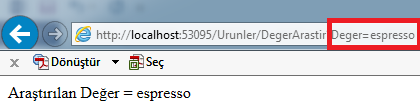 http://localhost:53095/Urunler/DegerArastir?Deger=espresso
x Dönüştür Seç
Araştırılan Değer = espresso